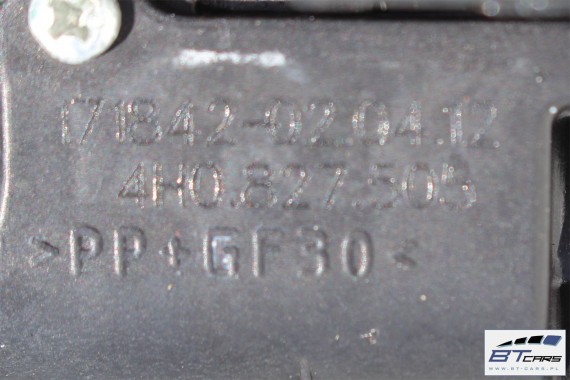 171842-02.04.12
4H0.827.505
>PP+GF30<
BTCARS
WWW.BT-CARS.PL